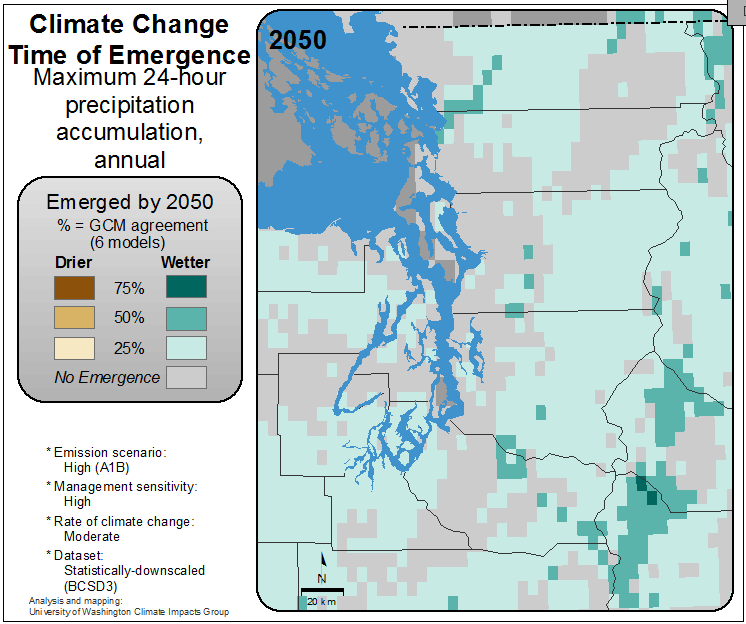 Climate Change
Time of Emergence
Maximum 24-hour
precipitation
accumulation,
annual
Emerged by 2050
% = GCM agreement
(6 models)
Drier Wetter
75%
50%
25%
No Emergence
* Emission scenario:
High (A1B)
* Management sensitivity:
High
* Rate of climate change:
Moderate
* Dataset:
Statistically-downscaled
(BCSD3)
Analysis and mapping:
University of Washington Climate Impacts Group
2050
N
20 km